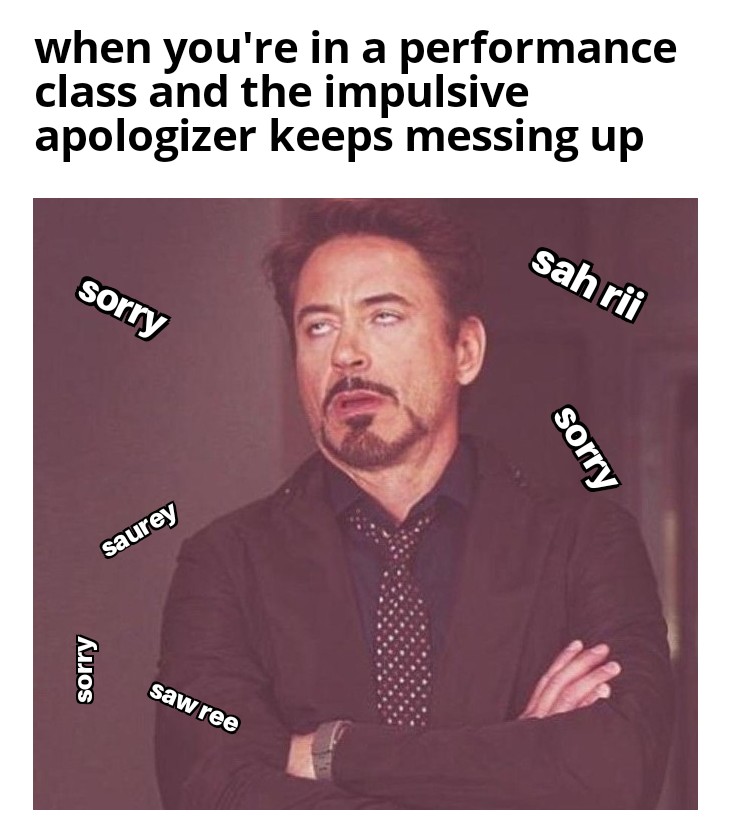 when you're in a performance
class and the impulsive
apologizer keeps messing up
sorry
sah rii
sorry
saurey
sorry
saw ree